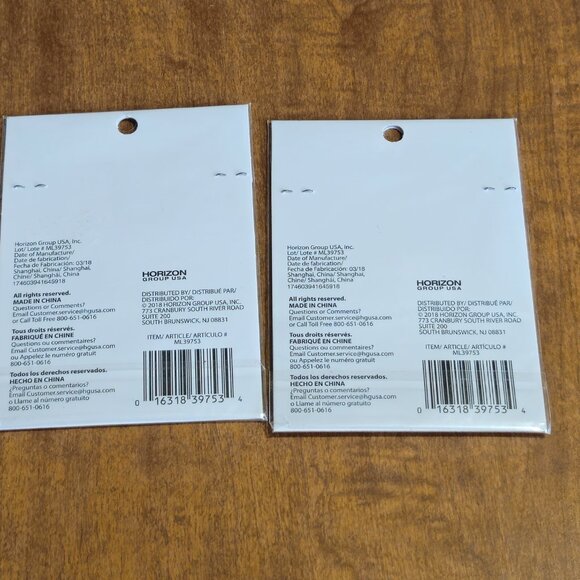 Horizon Group USA, Inc.
Lot/ Lote # ML39753
Date of Manufacture/
Date de fabrication/
Fecha de Fabricación: 03/18
Shanghai, China/ Shanghai,
Chine/ Shanghái, China
174603941645918
All rights reserved.
MADE IN CHINA
Questions or Comments?
Email Customer.service@hgusa.com
or Call Toll Free 800-651-0616
Tous droits réservés.
FABRIQUÉ EN CHINE
Questions ou commentaires?
Email Customer.service@hgusa.com
ou Appelez le numéro gratuit
800-651-0616
Todos los derechos reservados.
HECHO EN CHINA
¿Preguntas o comentarios?
Email Customer.service@hgusa.com
o Llame al número gratuito
800-651-0616
HORIZON
GROUP USA
DISTRIBUTED BY/ DISTRIBUÉ PAR/
DISTRIBUIDO POR:
© 2018 HORIZON GROUP USA, INC.
773 CRANBURY SOUTH RIVER ROAD
SUITE 200
SOUTH BRUNSWICK, NJ 08831
ITEM/ ARTICLE/ ARTÍCULO #
ML39753
0 16318 39753 4
Horizon Group USA, Inc.
Lot/ Lote # ML39753
Date of Manufacture/
Date de fabrication/
Fecha de Fabricación: 03/18
Shanghai, China/ Shanghai,
Chine/ Shanghái, China
174603941645918
All rights reserved.
MADE IN CHINA
Questions or Comments?
Email Customer.service@hgusa.com
or Call Toll Free 800-651-0616
Tous droits réservés.
FABRIQUÉ EN CHINE
Questions ou commentaires?
Email Customer.service@hgusa.com
ou Appelez le numéro gratuit
800-651-0616
Todos los derechos reservados.
HECHO EN CHINA
¿Preguntas o comentarios?
Email Customer.service@hgusa.com
o Llame al número gratuito
800-651-0616
HORIZON
GROUP USA
DISTRIBUTED BY/ DISTRIBUÉ PAR/
DISTRIBUIDO POR:
© 2018 HORIZON GROUP USA, INC.
773 CRANBURY SOUTH RIVER ROAD
SUITE 200
SOUTH BRUNSWICK, NJ 08831
ITEM/ ARTICLE/ ARTÍCULO #
ML39753
0 16318 39753 4